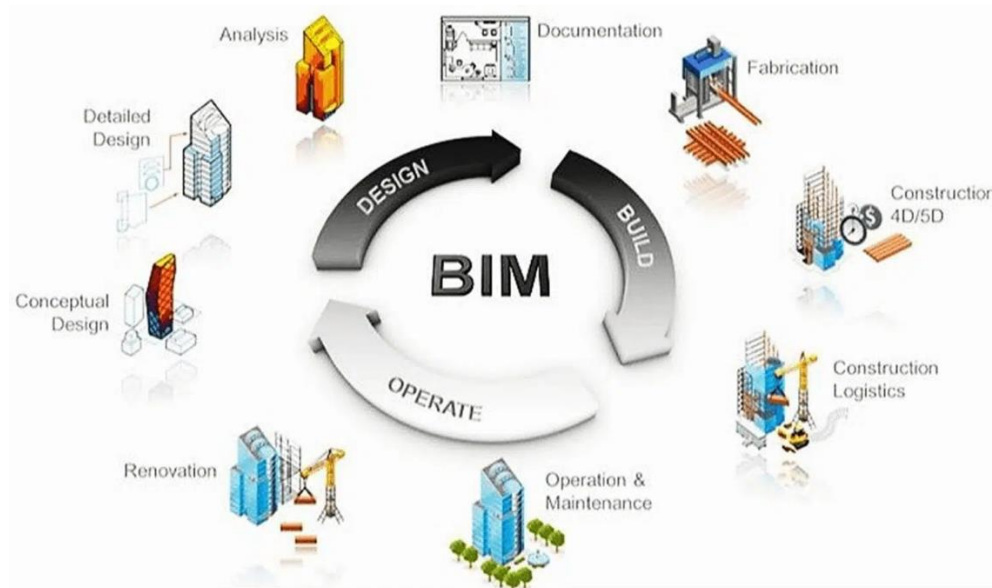 Analysis
Documentation
Fabrication
Detailed
Design
DESIGN
BUILD
Construction
4D/5D
BIM
Conceptual
Design
Construction
Logistics
OPERATE
Renovation
Operation &
Maintenance